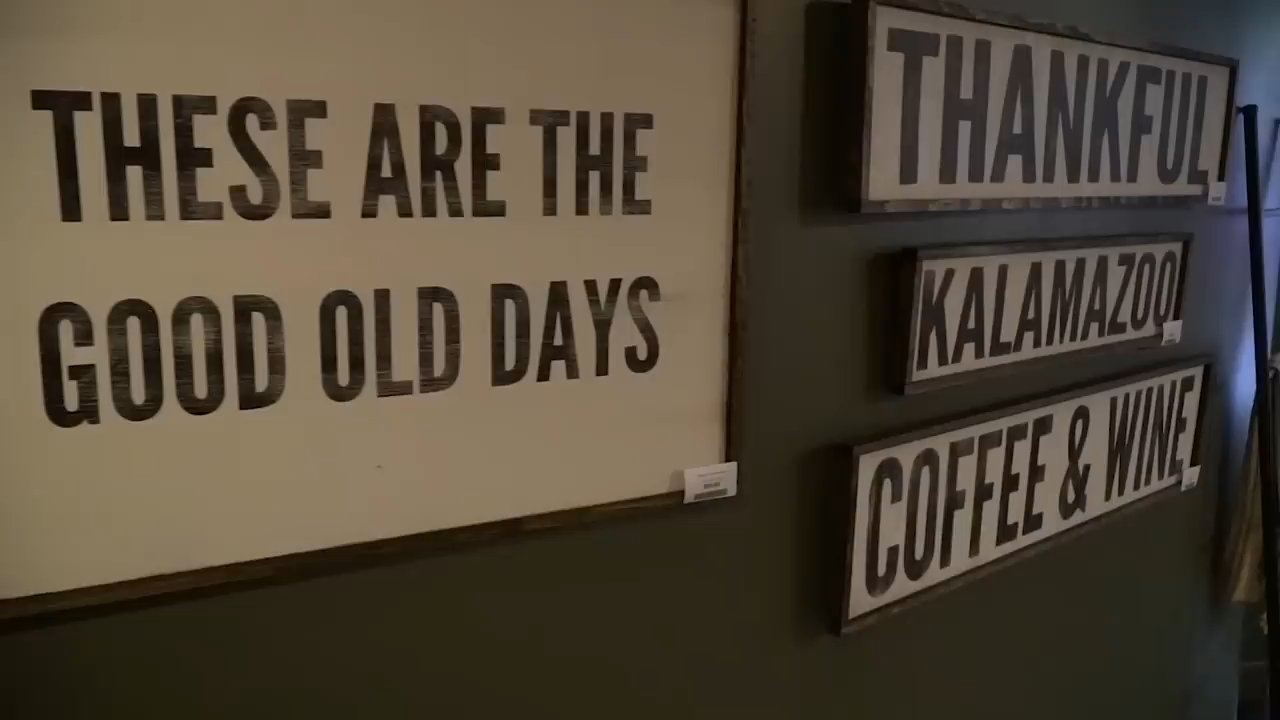 THESE ARE THE
GOOD OLD DAYS
THANKFUL
KALAMAZOO
COFFEE & WINE